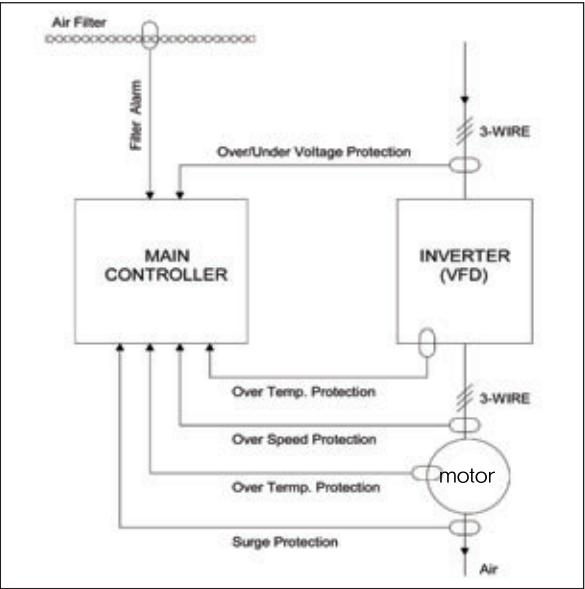 Air Filter
Filter Alarm
3-WIRE
Over/Under Voltage Protection
MAIN
CONTROLLER
INVERTER
(VFD)
Over Temp. Protection
3-WIRE
Over Speed Protection
motor
Over Termp. Protection
Surge Protection
Air